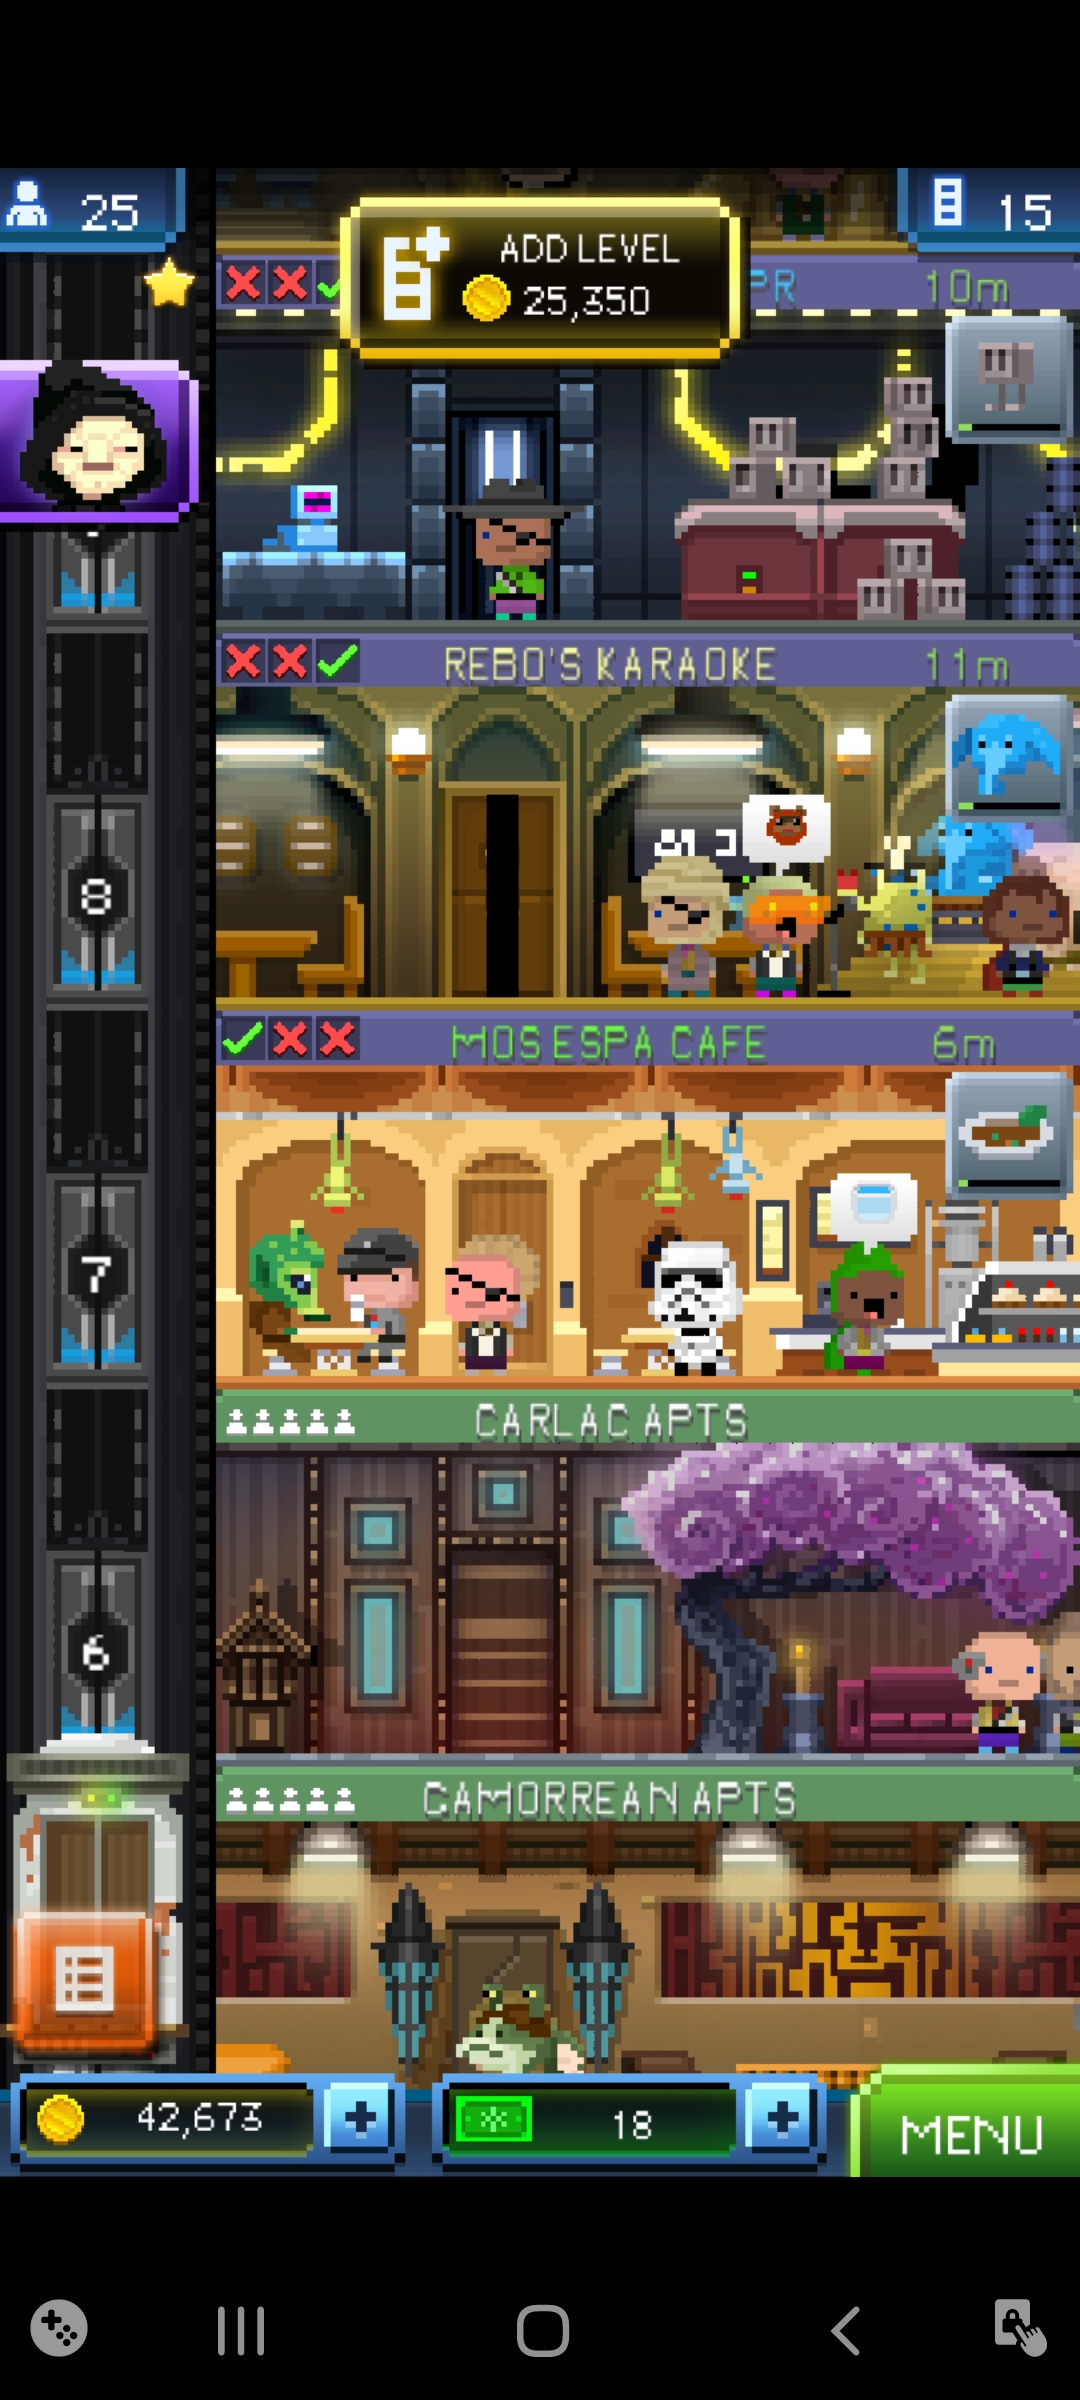 25
ADD LEVEL
25,350
15
PR
10m
REBO'S KARAOKE
11m
8
MOS ESPA CAFE
6m
7
CARLAC APTS
6
GAMORREAN APTS
42,673
18
MENU